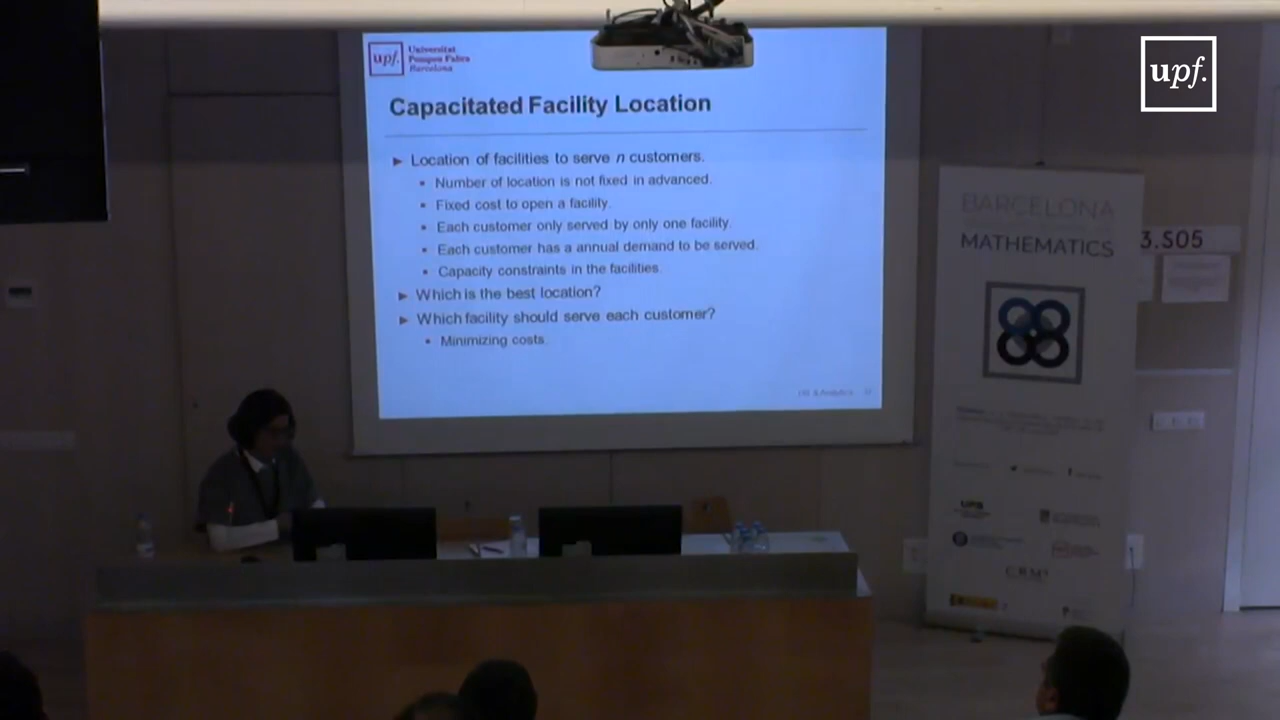 upf.
Universitat
Pompeu Fabra
Barcelona
Capacitated Facility Location
Location of facilities to serve n customers.
Number of location is not fixed in advanced.
Fixed cost to open a facility.
Each customer only served by only one facility.
Each customer has a annual demand to be served.
Capacity constraints in the facilities.
Which is the best location?
Which facility should serve each customer?
Minimizing costs.
upf.
BARCELONA
MATHEMATICS
3.S05